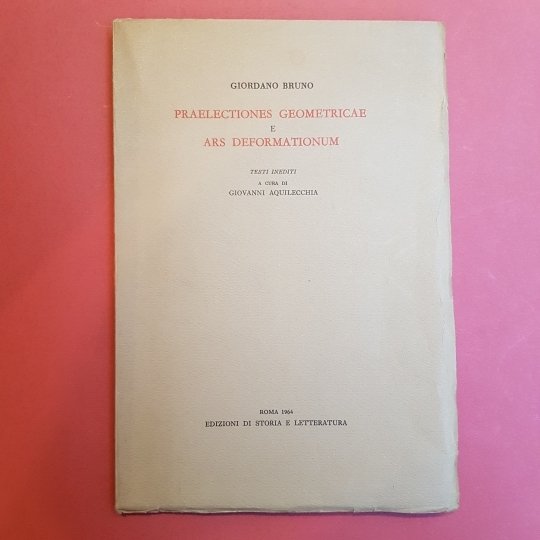 GIORDANO BRUNO
PRAELECTIONES GEOMETRICAE
E
ARS DEFORMATIONUM
TESTI INEDITI
A CURA DI
GIOVANNI AQUILECCHIA
ROMA 1964
EDIZIONI DI STORIA E LETTERATURA